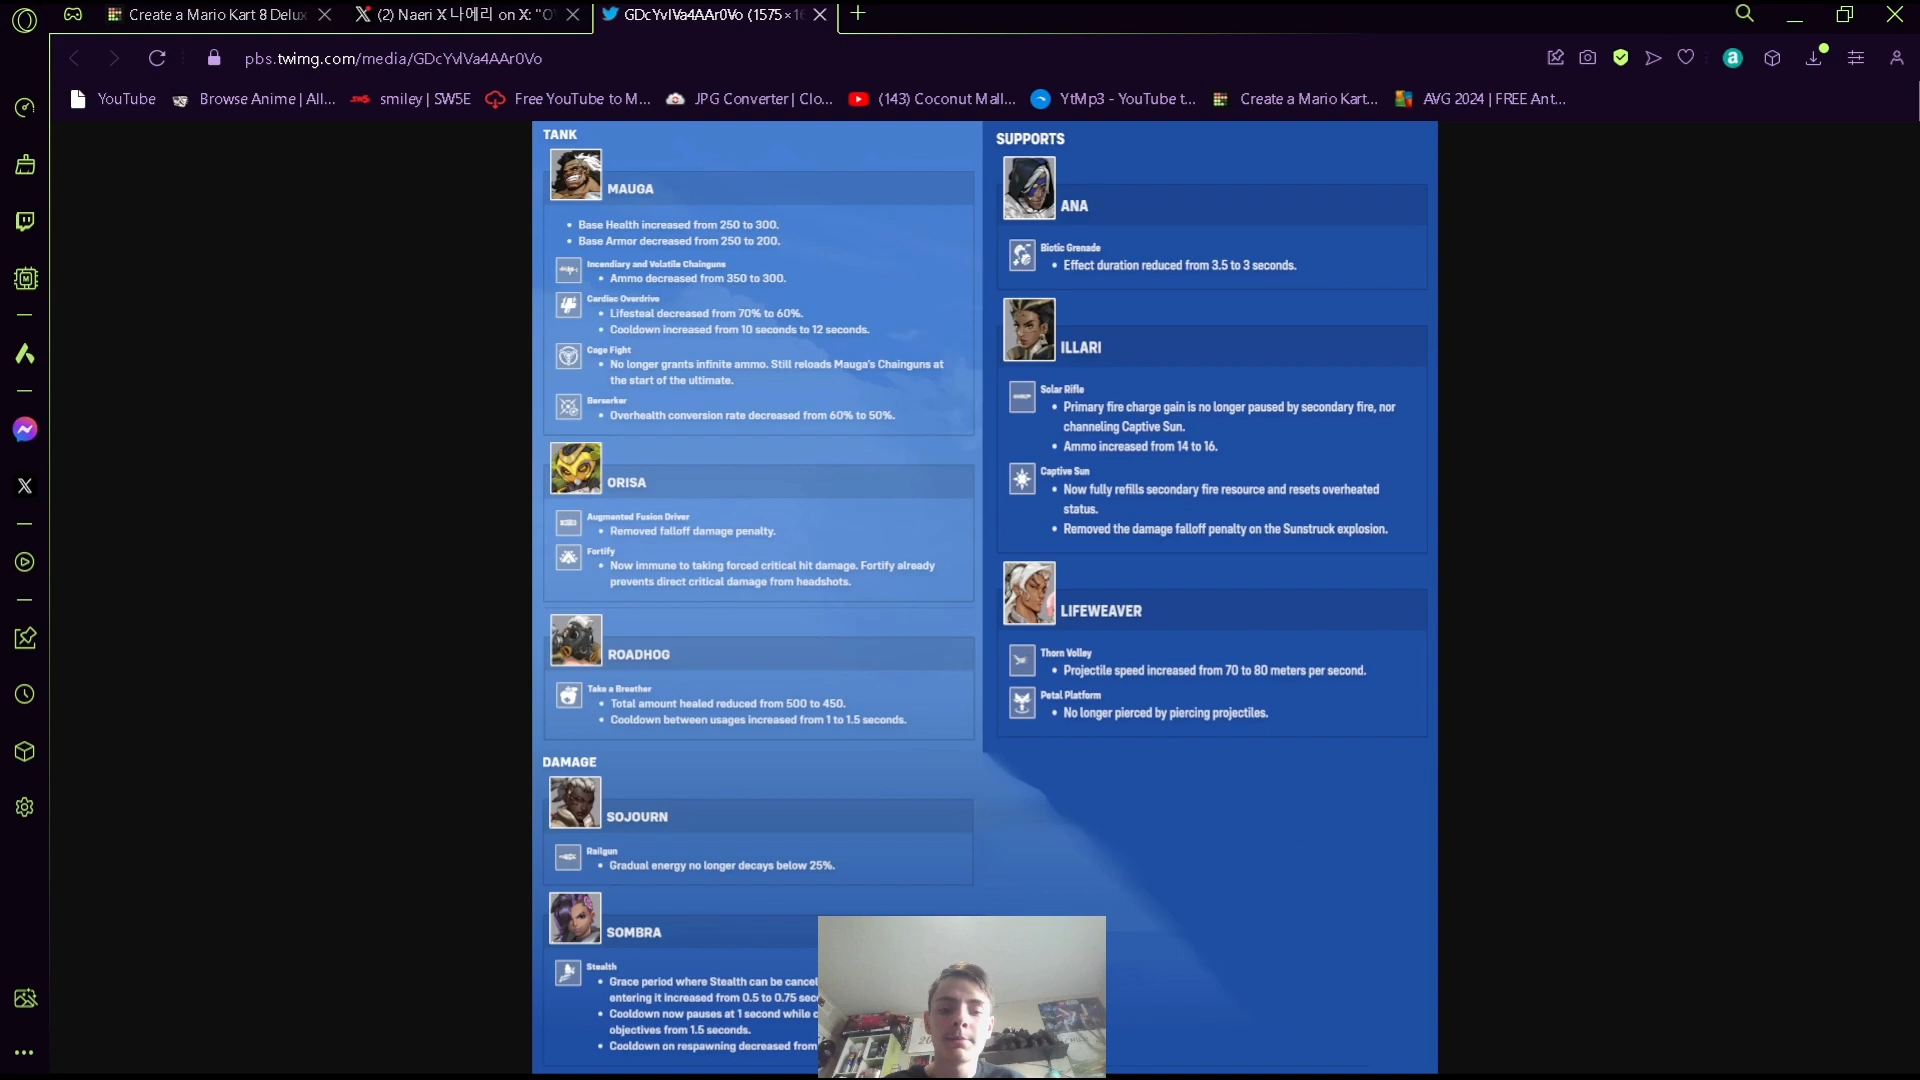 Create a Mario Kart 8 Delux
(2) Naeri X 나에리 on X: "O
GDcYvlVa4AAr0Vo (1575×1
pbs.twimg.com/media/GDcYvlVa4AAr0Vo
YouTube
Browse Anime | All...
smiley | SW5E
Free YouTube to M...
JPG Converter | Clo...
(143) Coconut Mall...
YtMp3 - YouTube t...
Create a Mario Kart...
AVG 2024 | FREE Ant...
TANK
MAUGA
• Base Health increased from 250 to 300.
• Base Armor decreased from 250 to 200.
Incendiary and Volatile Chainguns
• Ammo decreased from 350 to 300.
Cardiac Overdrive
• Lifesteal decreased from 70% to 60%.
• Cooldown increased from 10 seconds to 12 seconds.
Cage Fight
• No longer grants infinite ammo. Still reloads Mauga's Chainguns at
the start of the ultimate.
Berserker
• Overhealth conversion rate decreased from 60% to 50%.
ORISA
Augmented Fusion Driver
• Removed falloff damage penalty.
Fortify
• Now immune to taking forced critical hit damage. Fortify already
prevents direct critical damage from headshots.
ROADHOG
Take a Breather
• Total amount healed reduced from 500 to 450.
• Cooldown between usages increased from 1 to 1.5 seconds.
DAMAGE
SOJOURN
Railgun
• Gradual energy no longer decays below 25%.
SOMBRA
Stealth
• Grace period where Stealth can be cancel
entering it increased from 0.5 to 0.75 seco
• Cooldown now pauses at 1 second while c
objectives from 1.5 seconds.
• Cooldown on respawning decreased from
SUPPORTS
ANA
Biotic Grenade
• Effect duration reduced from 3.5 to 3 seconds.
ILLARI
Solar Rifle
• Primary fire charge gain is no longer paused by secondary fire, nor
channeling Captive Sun.
• Ammo increased from 14 to 16.
Captive Sun
• Now fully refills secondary fire resource and resets overheated
status.
• Removed the damage falloff penalty on the Sunstruck explosion.
LIFEWEAVER
Thorn Volley
• Projectile speed increased from 70 to 80 meters per second.
Petal Platform
• No longer pierced by piercing projectiles.